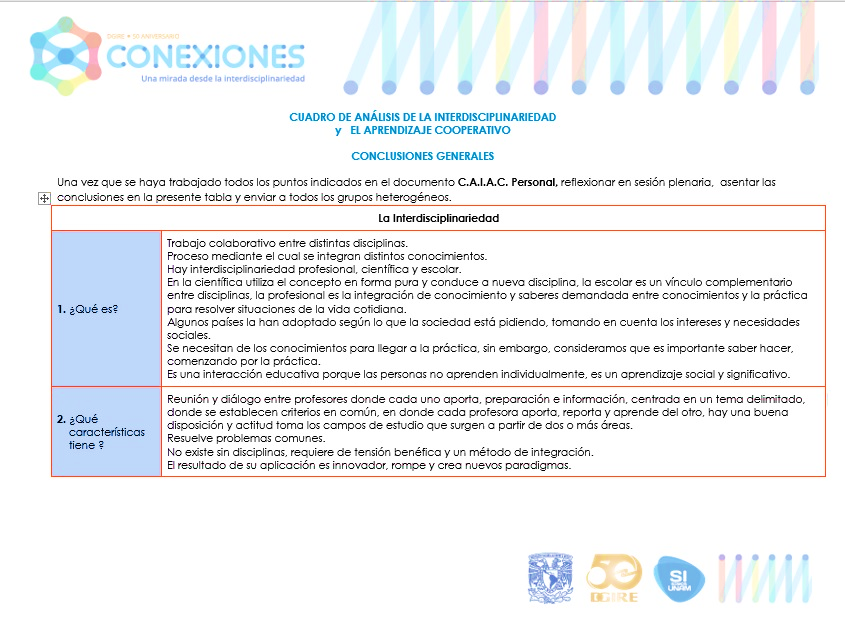 DGIRE • 50 ANIVERSARIO
CONEXIONES
Una mirada desde la interdisciplinariedad
CUADRO DE ANÁLISIS DE LA INTERDISCIPLINARIEDAD
y EL APRENDIZAJE COOPERATIVO
CONCLUSIONES GENERALES
Una vez que se haya trabajado todos los puntos indicados en el documento C.A.I.A.C. Personal, reflexionar en sesión plenaria, asentar las
conclusiones en la presente tabla y enviar a todos los grupos heterogéneos.
La Interdisciplinariedad
1. ¿Qué es?
Trabajo colaborativo entre distintas disciplinas.
Proceso mediante el cual se integran distintos conocimientos.
Hay interdisciplinariedad profesional, científica y escolar.
En la científica utiliza el concepto en forma pura y conduce a nueva disciplina, la escolar es un vínculo complementario
entre disciplinas, la profesional es la integración de conocimiento y saberes demandada entre conocimientos y la práctica
para resolver situaciones de la vida cotidiana.
Algunos países la han adoptado según lo que la sociedad está pidiendo, tomando en cuenta los intereses y necesidades
sociales.
Se necesitan de los conocimientos para llegar a la práctica, sin embargo, consideramos que es importante saber hacer,
comenzando por la práctica.
Es una interacción educativa porque las personas no aprenden individualmente, es un aprendizaje social y significativo.
2. ¿Qué
características
tiene ?
Reunión y diálogo entre profesores donde cada uno aporta, preparación e información, centrada en un tema delimitado,
donde se establecen criterios en común, en donde cada profesora aporta, reporta y aprende del otro, hay una buena
disposición y actitud toma los campos de estudio que surgen a partir de dos o más áreas.
Resuelve problemas comunes.
No existe sin disciplinas, requiere de tensión benéfica y un método de integración.
El resultado de su aplicación es innovador, rompe y crea nuevos paradigmas.
50
DGIRE
SI
UNAM